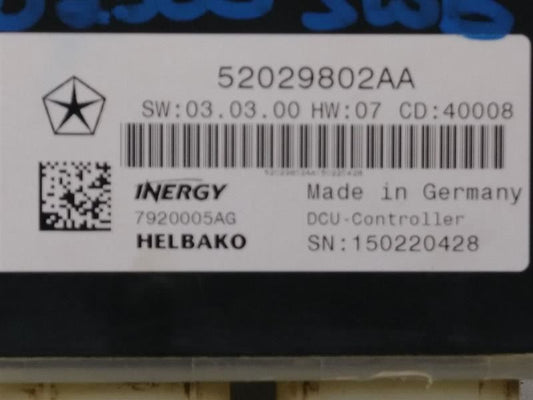 52029802AA
SW:03.03.00 HW:07 CD:40008
52029802AA150220428
INERGY
Made in Germany
7920005AG
DCU-Controller
HELBAKO
SN:150220428